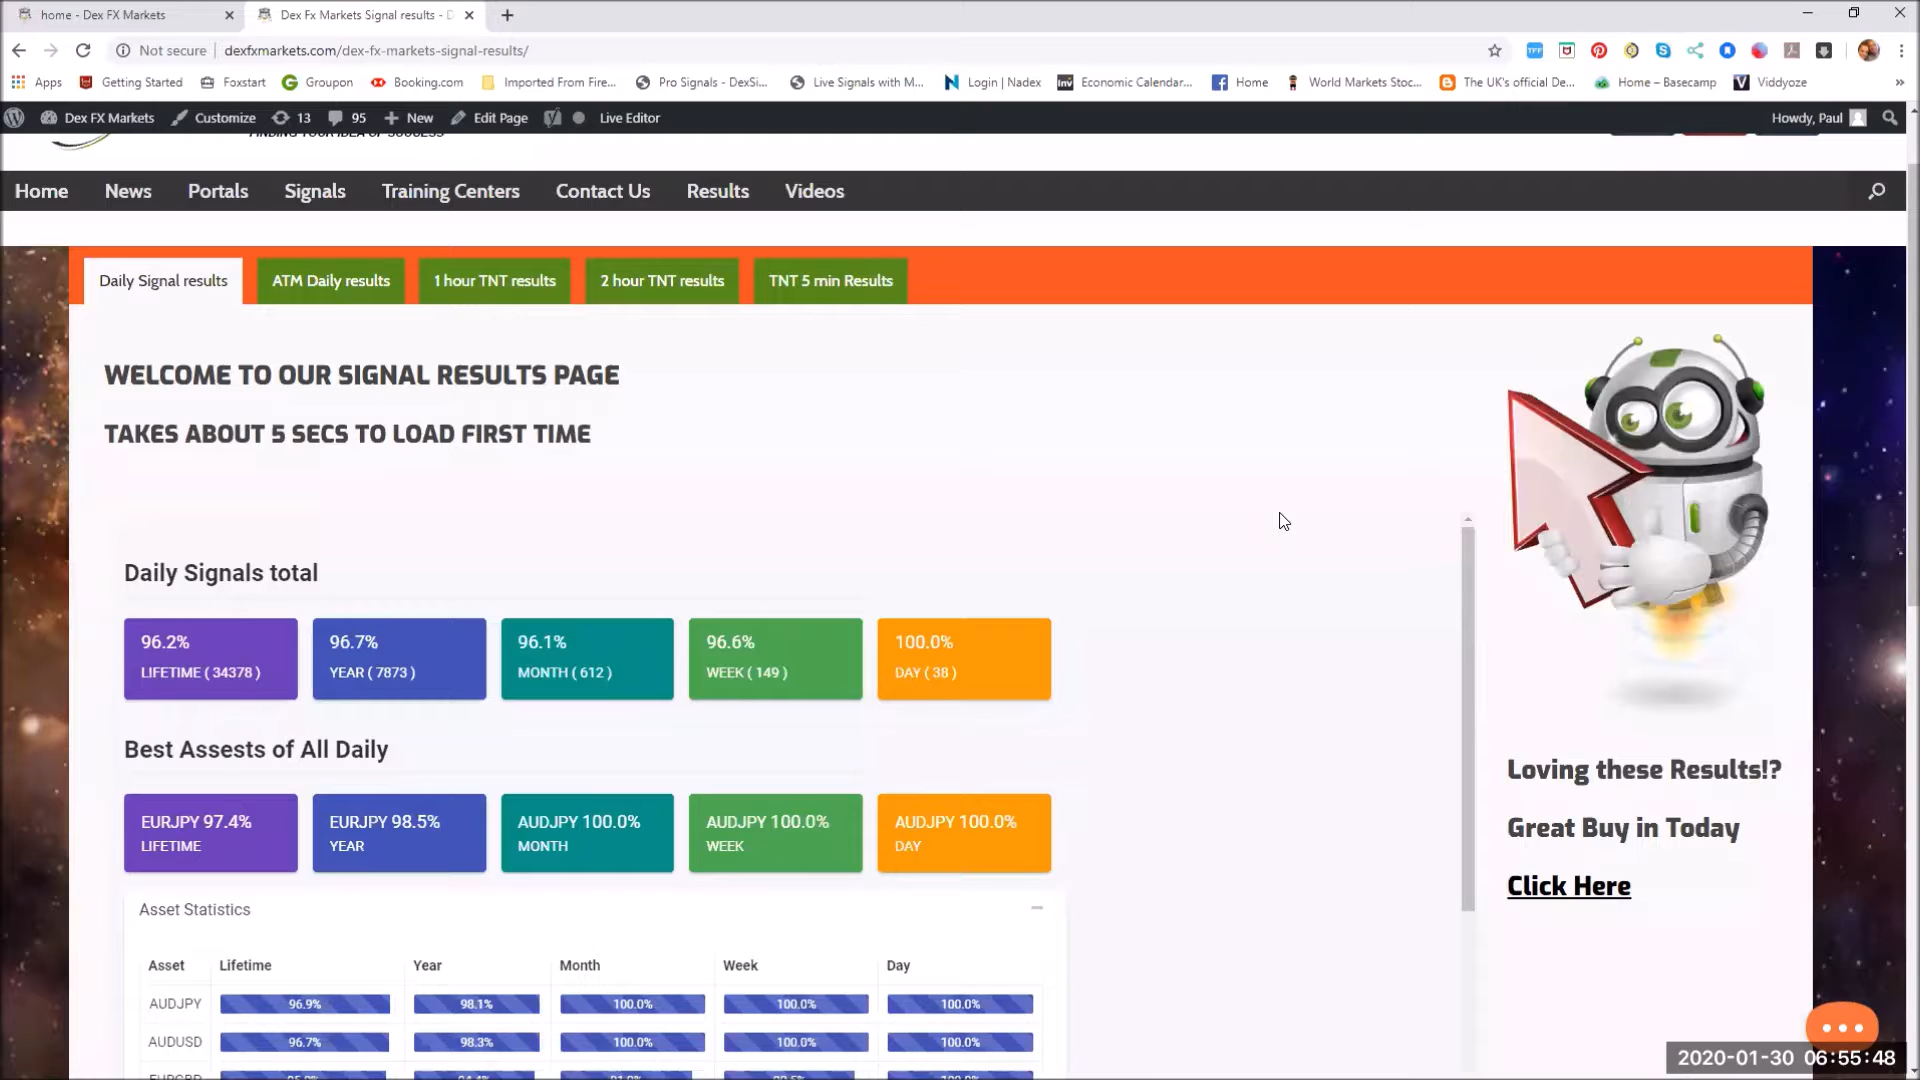 home - Dex FX Markets
Dex Fx Markets Signal results - D
Not secure
dexfxmarkets.com/dex-fx-markets-signal-results/
Apps
Getting Started
Foxstart
Groupon
Booking.com
Imported From Fire...
Pro Signals - DexSi...
Live Signals with M...
Login | Nadex
Economic Calendar...
Home
World Markets Stoc...
The UK's official De...
Home – Basecamp
Viddyoze
Dex FX Markets
Customize
13
95
New
Edit Page
Live Editor
Howdy, Paul
FINDING YOUR IDEA OF SUCCESS
Home
News
Portals
Signals
Training Centers
Contact Us
Results
Videos
Daily Signal results
ATM Daily results
1 hour TNT results
2 hour TNT results
TNT 5 min Results
WELCOME TO OUR SIGNAL RESULTS PAGE
TAKES ABOUT 5 SECS TO LOAD FIRST TIME
Daily Signals total
96.2%
LIFETIME ( 34378 )
96.7%
YEAR ( 7873 )
96.1%
MONTH ( 612 )
96.6%
WEEK ( 149 )
100.0%
DAY ( 38 )
Best Assests of All Daily
EURJPY 97.4%
LIFETIME
EURJPY 98.5%
YEAR
AUDJPY 100.0%
MONTH
AUDJPY 100.0%
WEEK
AUDJPY 100.0%
DAY
Asset Statistics
Asset Lifetime Year Month Week Day
AUDJPY 96.9% 98.1% 100.0% 100.0% 100.0%
AUDUSD 96.7% 98.3% 100.0% 100.0% 100.0%
Loving these Results!?
Great Buy in Today
Click Here
2020-01-30 06:55:48